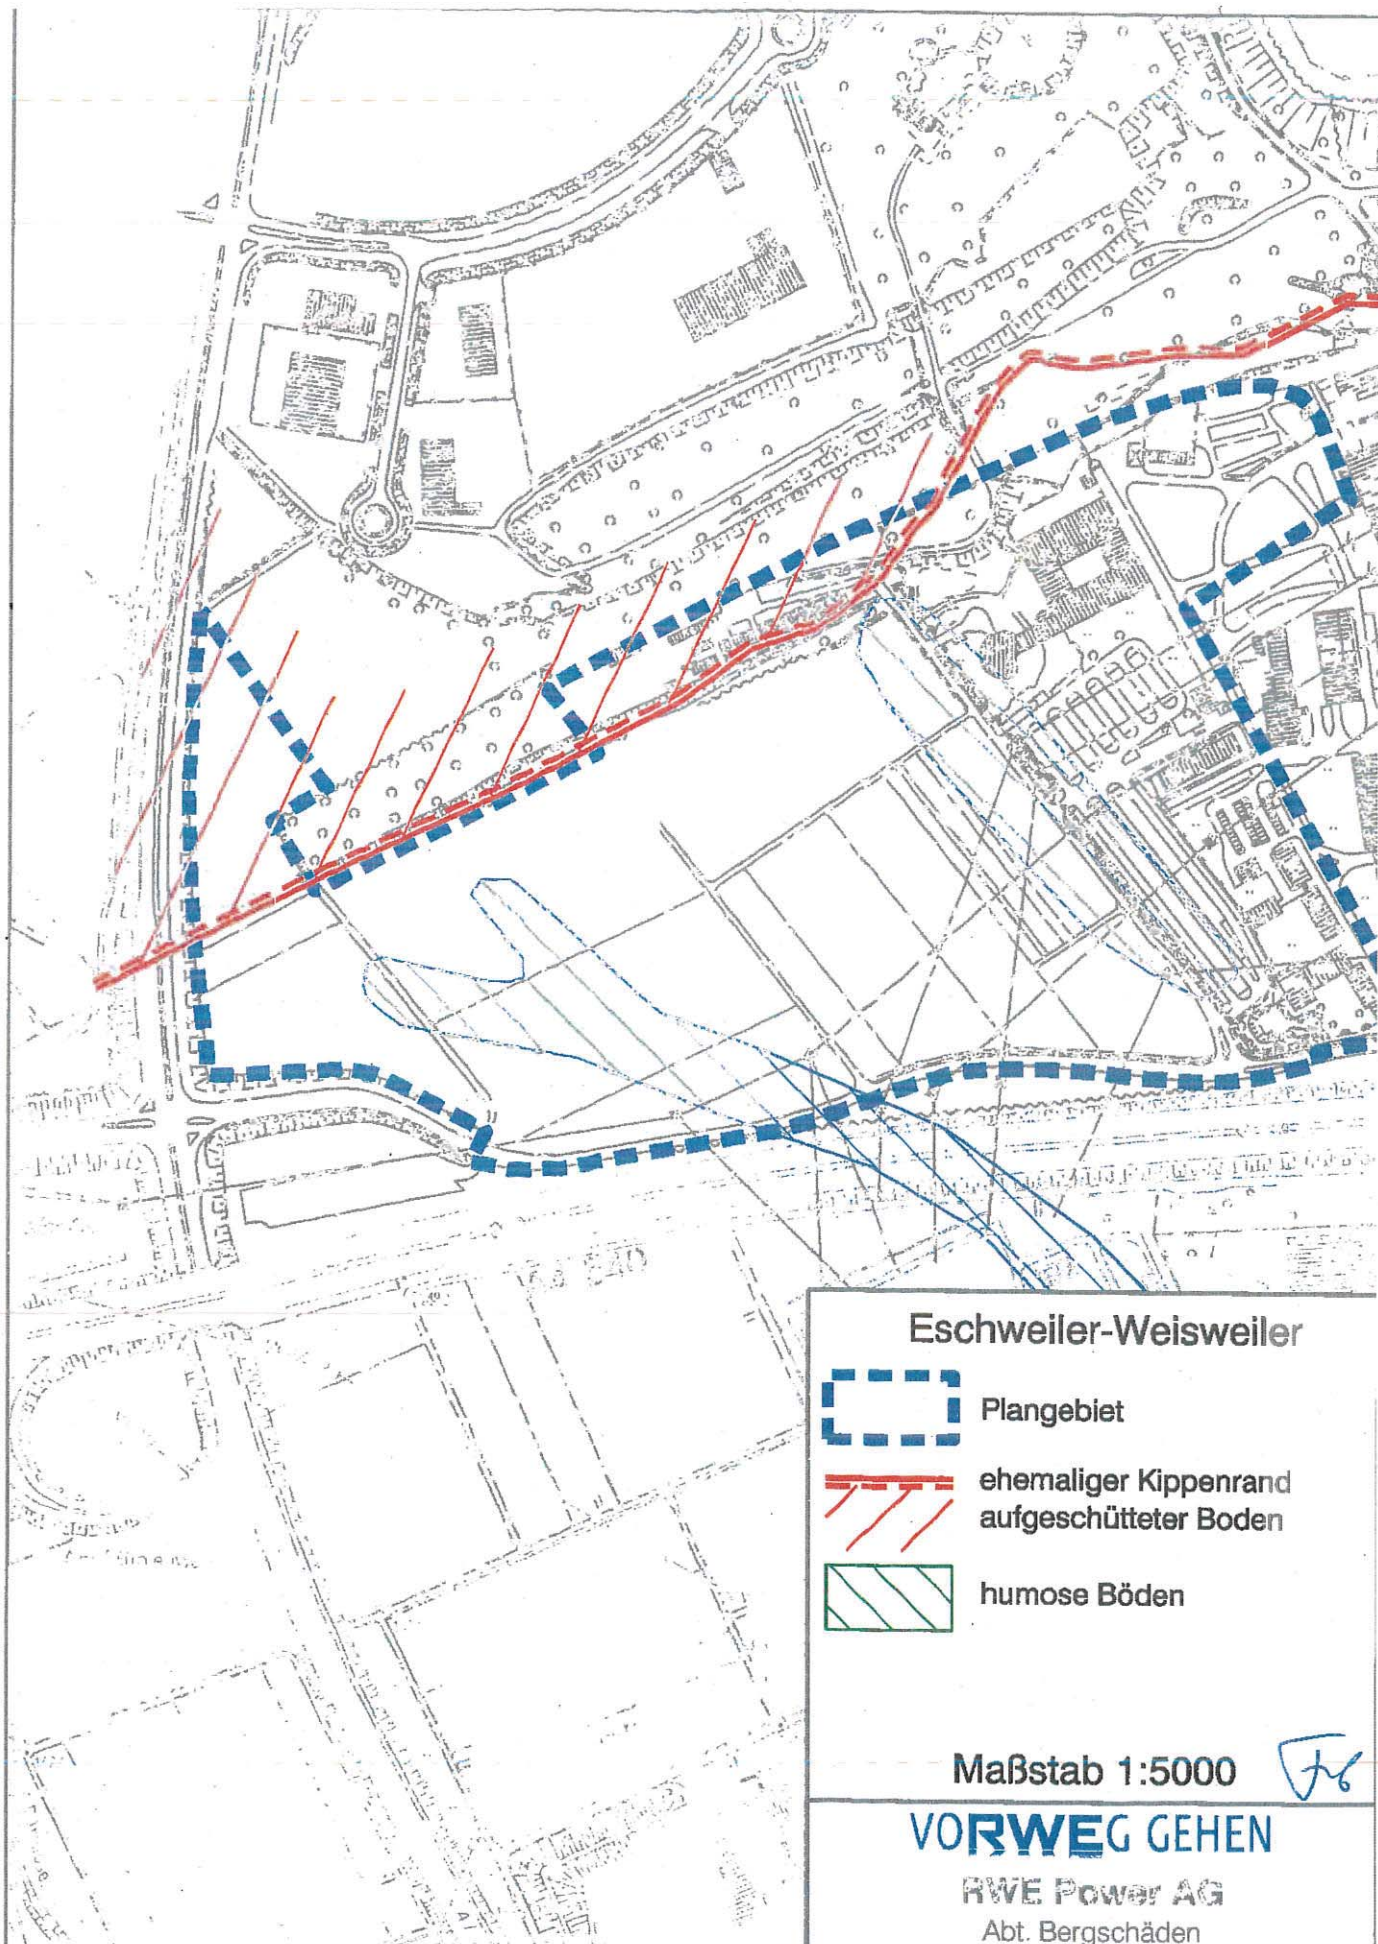 Eschweiler-Weisweiler
Plangebiet
ehemaliger Kippenrand
aufgeschütteter Boden
humose Böden
Maßstab 1:5000
VORWEG GEHEN
RWE Power AG
Abt. Bergschäden